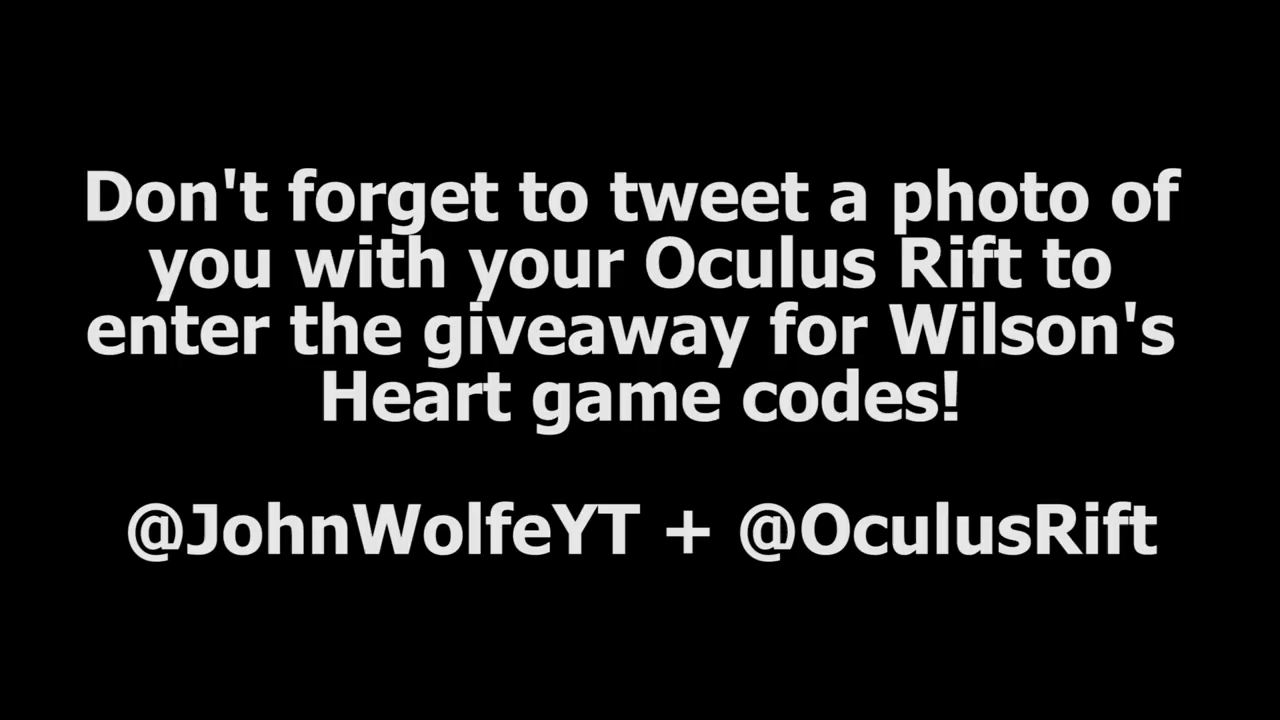 Don't forget to tweet a photo of
you with your Oculus Rift to
enter the giveaway for Wilson's
Heart game codes!
@JohnWolfeYT + @OculusRift